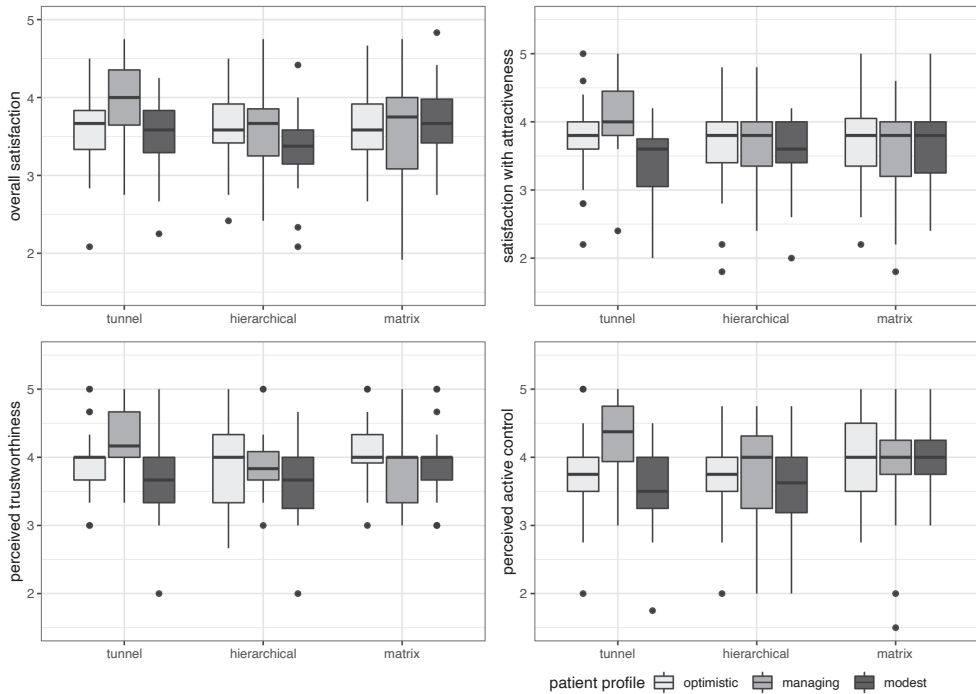 overall satisfaction
5
4
3
2
tunnel
hierarchical
matrix
satisfaction with attractiveness
5
4
3
2
tunnel
hierarchical
matrix
perceived trustworthiness
5
4
3
2
tunnel
hierarchical
matrix
perceived active control
5
4
3
2
tunnel
hierarchical
matrix
patient profile optimistic managing modest